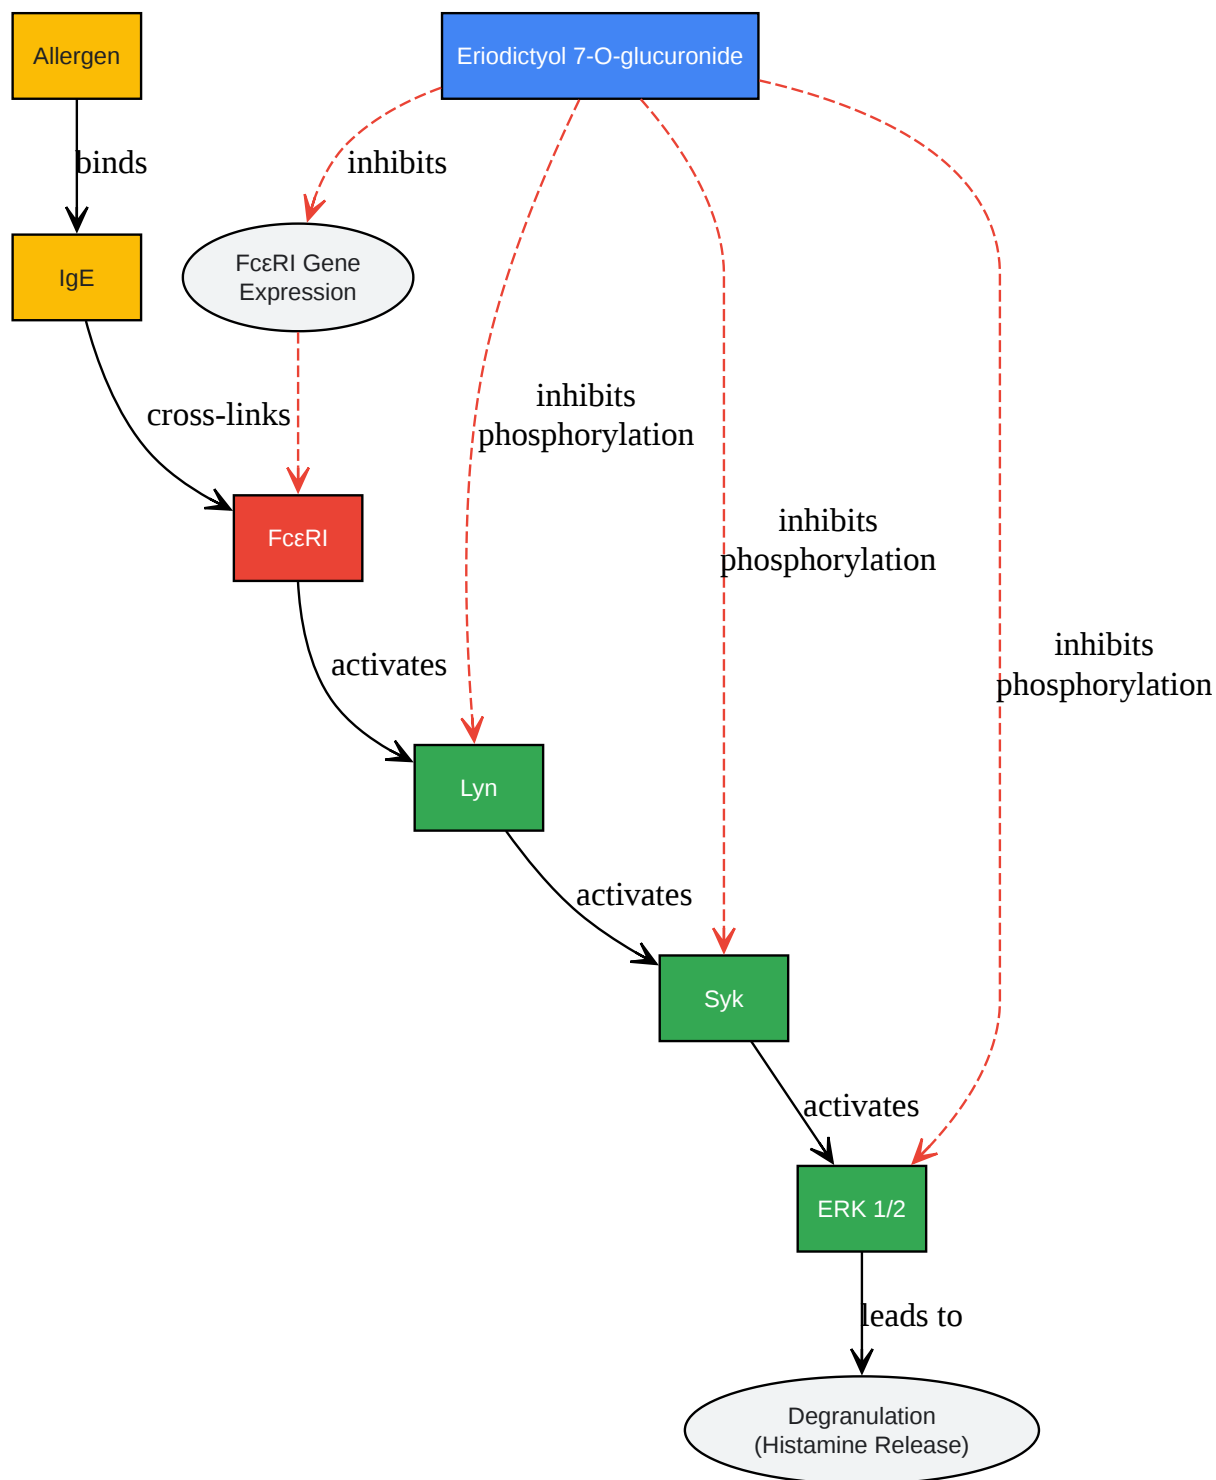 Allergen
Eriodictyol 7-O-glucuronide
binds
inhibits
IgE
FcεRI Gene
Expression
cross-links
inhibits
phosphorylation
FcεRI
inhibits
phosphorylation
activates
inhibits
phosphorylation
Lyn
activates
Syk
activates
ERK 1/2
leads to
Degranulation
(Histamine Release)